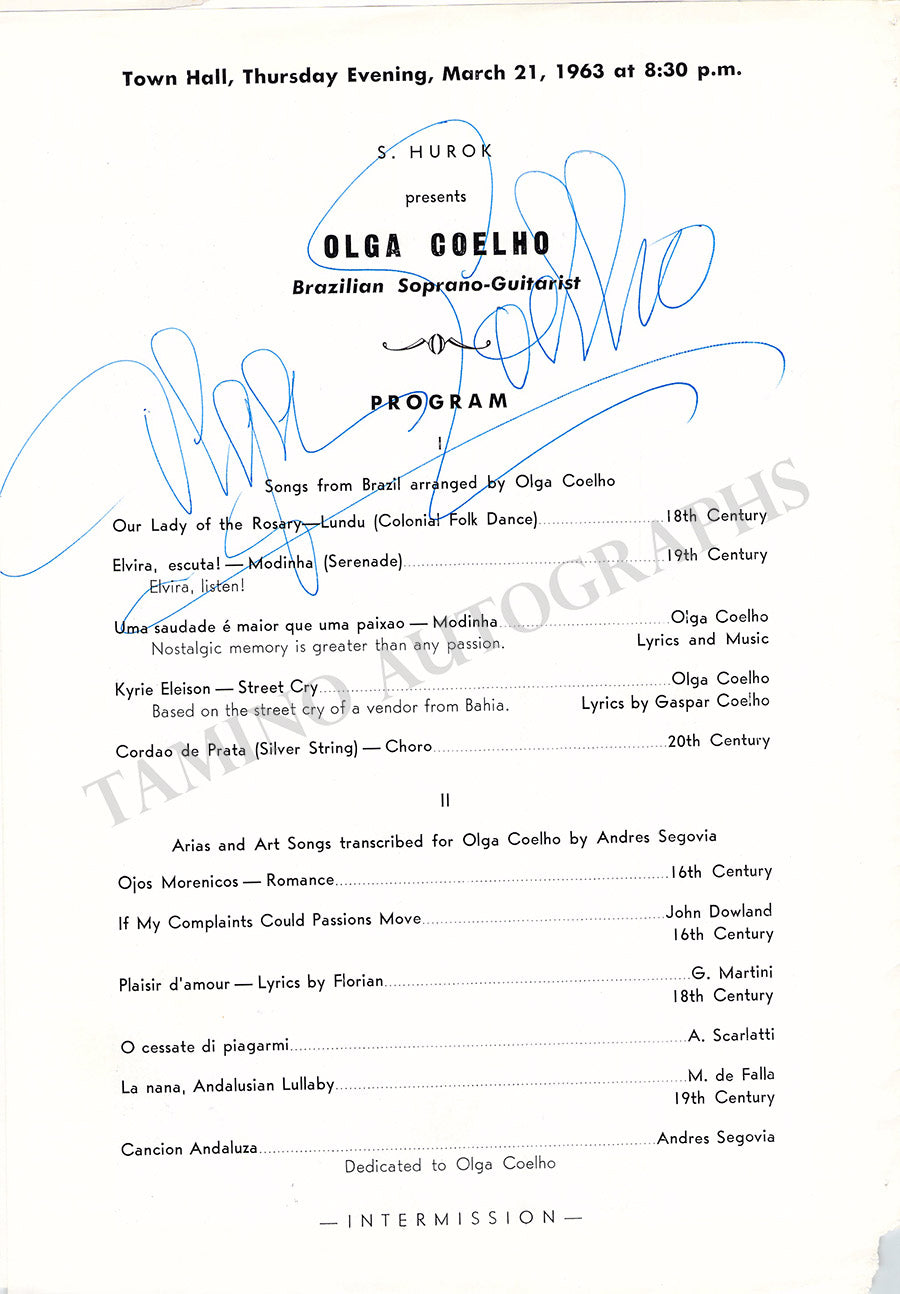 Town Hall, Thursday Evening, March 21, 1963 at 8:30 p.m.
S. HUROK
presents
OLGA COELHO
Brazilian Soprano-Guitarist
Olga Coelho
PROGRAM
I
Songs from Brazil arranged by Olga Coelho
Our Lady of the Rosary—Lundu (Colonial Folk Dance)........18th Century
Elvira, escuta! — Modinha (Serenade)........19th Century
Elvira, listen!
Uma saudade é maior que uma paixao — Modinha........Olga Coelho
Nostalgic memory is greater than any passion. Lyrics and Music
Kyrie Eleison — Street Cry........Olga Coelho
Based on the street cry of a vendor from Bahia. Lyrics by Gaspar Coelho
Cordao de Prata (Silver String) — Choro........20th Century
TAMINO AUTOGRAPHS
II
Arias and Art Songs transcribed for Olga Coelho by Andres Segovia
Ojos Morenicos — Romance........16th Century
If My Complaints Could Passions Move........John Dowland
16th Century
Plaisir d'amour — Lyrics by Florian........G. Martini
18th Century
O cessate di piagarmi........A. Scarlatti
La nana, Andalusian Lullaby........M. de Falla
19th Century
Cancion Andaluza........Andres Segovia
Dedicated to Olga Coelho
— INTERMISSION —